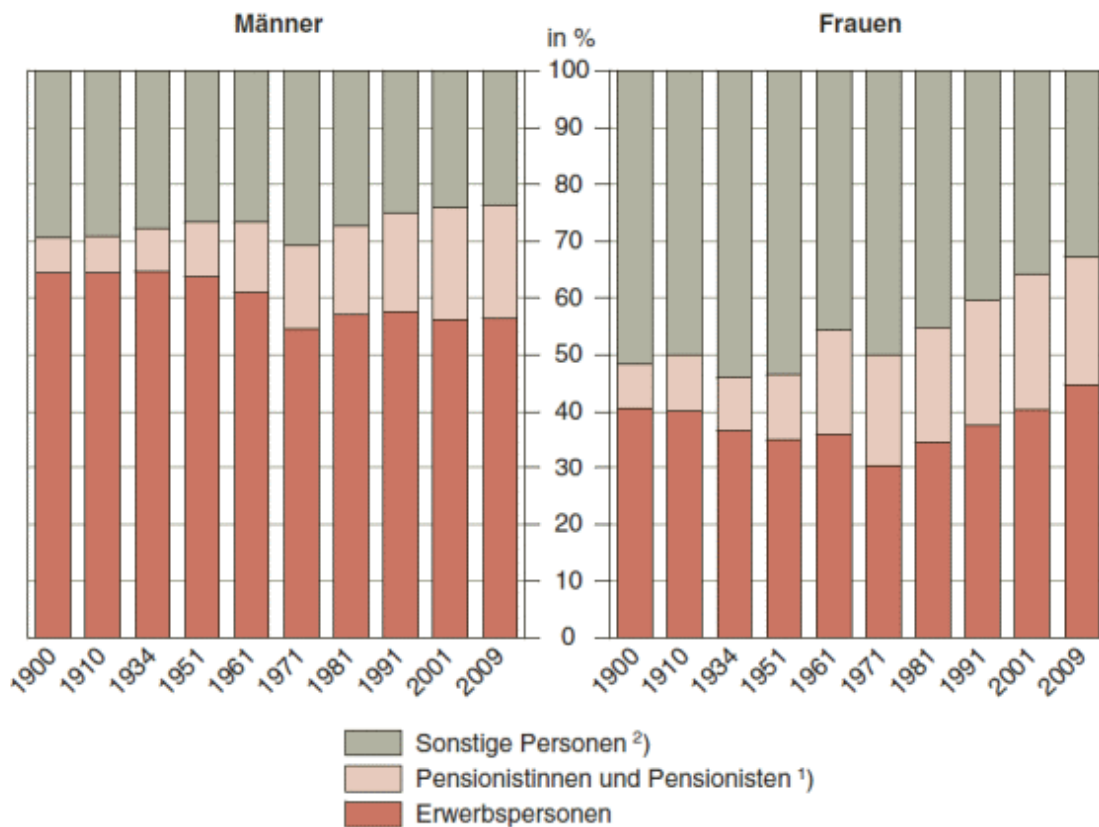 Männer
in %
Frauen
100
90
80
70
60
50
40
30
20
10
0
1900 1910 1934 1951 1961 1971 1981 1991 2001 2009
1900 1910 1934 1951 1961 1971 1981 1991 2001 2009
Sonstige Personen ²)
Pensionistinnen und Pensionisten ¹)
Erwerbspersonen